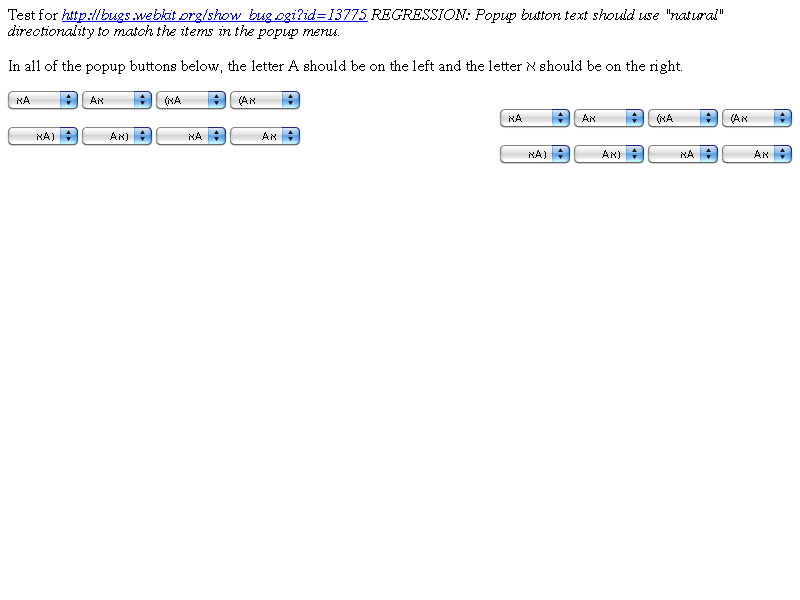 Test for http://bugs.webkit.org/show_bug.cgi?id=13775 REGRESSION: Popup button text should use "natural"
directionality to match the items in the popup menu.
In all of the popup buttons below, the letter A should be on the left and the letter א should be on the right.
אA Aא (אA (Aא
אA Aא (אA (Aא
אA) Aא) אA Aא
אA) Aא) אA Aא